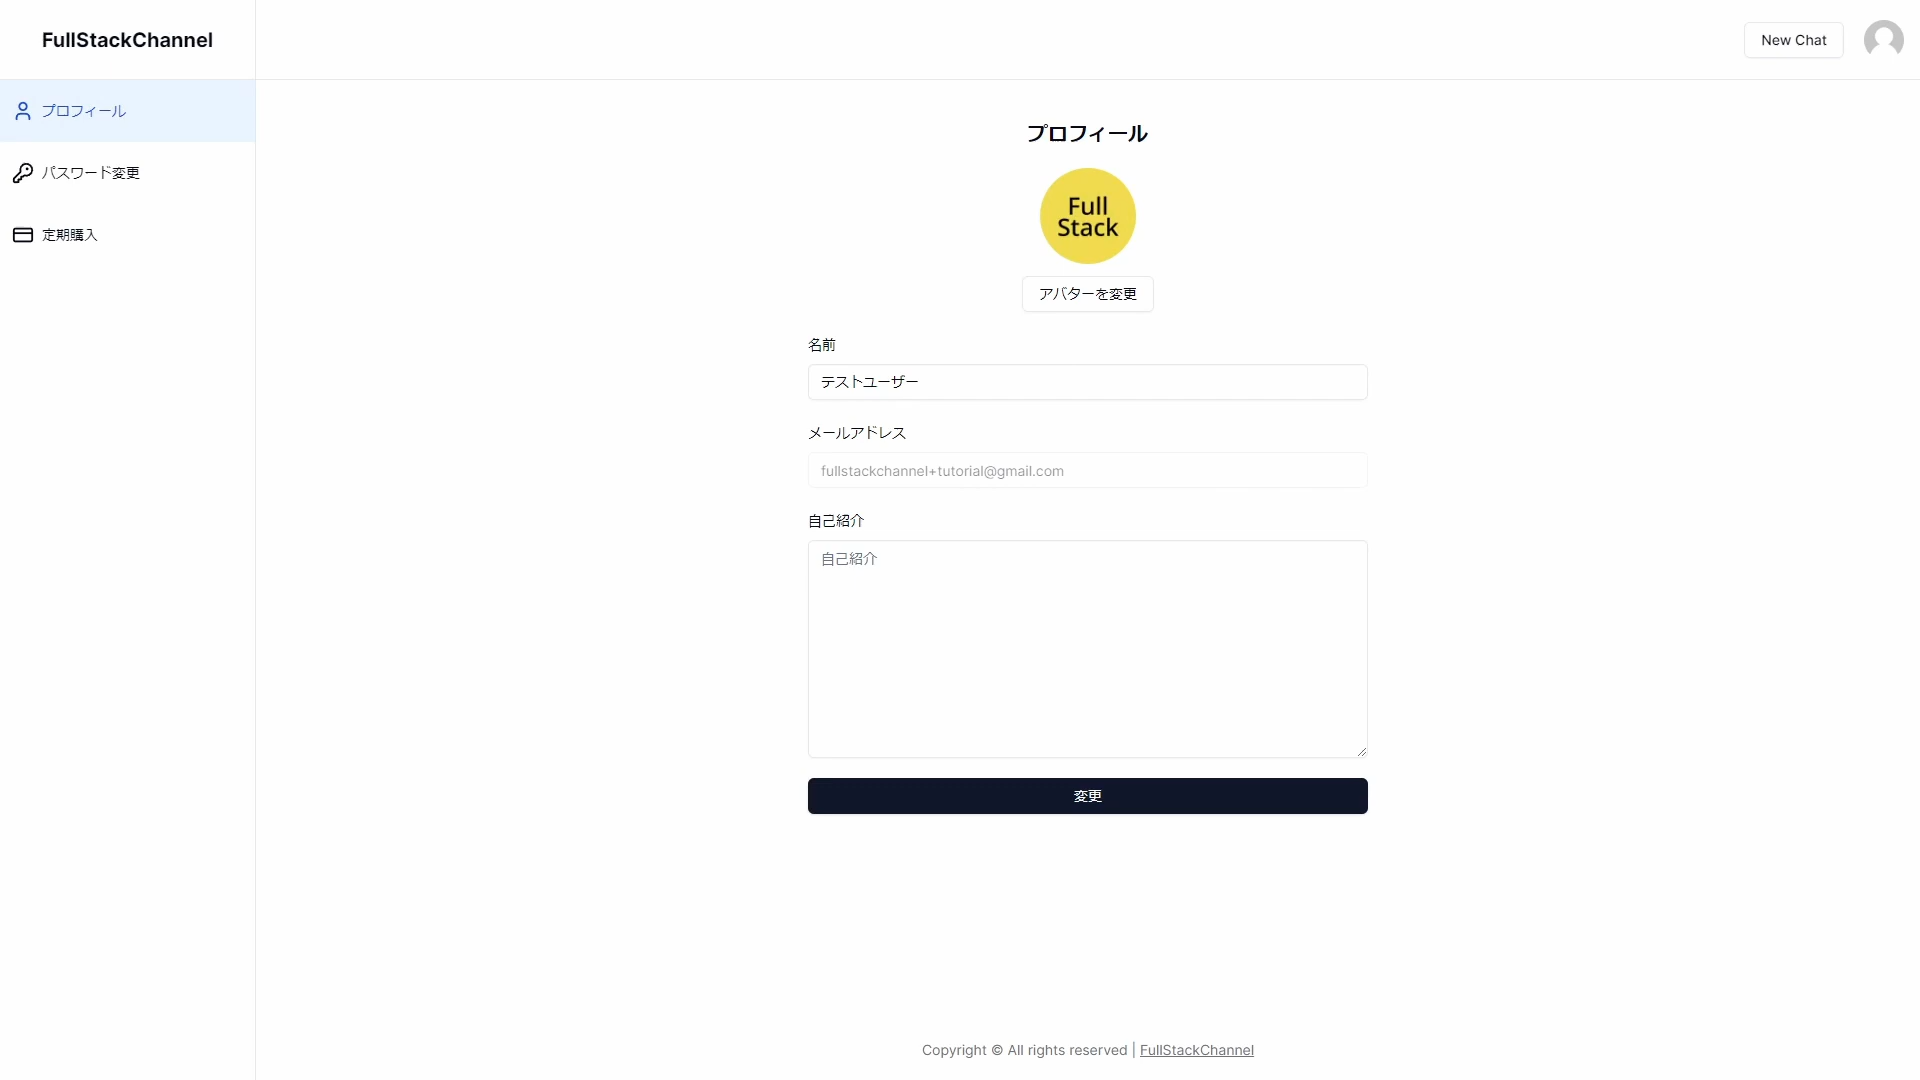 FullStackChannel
New Chat
プロフィール
パスワード変更
定期購入
プロフィール
Full
Stack
アバターを変更
名前
テストユーザー
メールアドレス
fullstackchannel+tutorial@gmail.com
自己紹介
自己紹介
変更
Copyright © All rights reserved | FullStackChannel